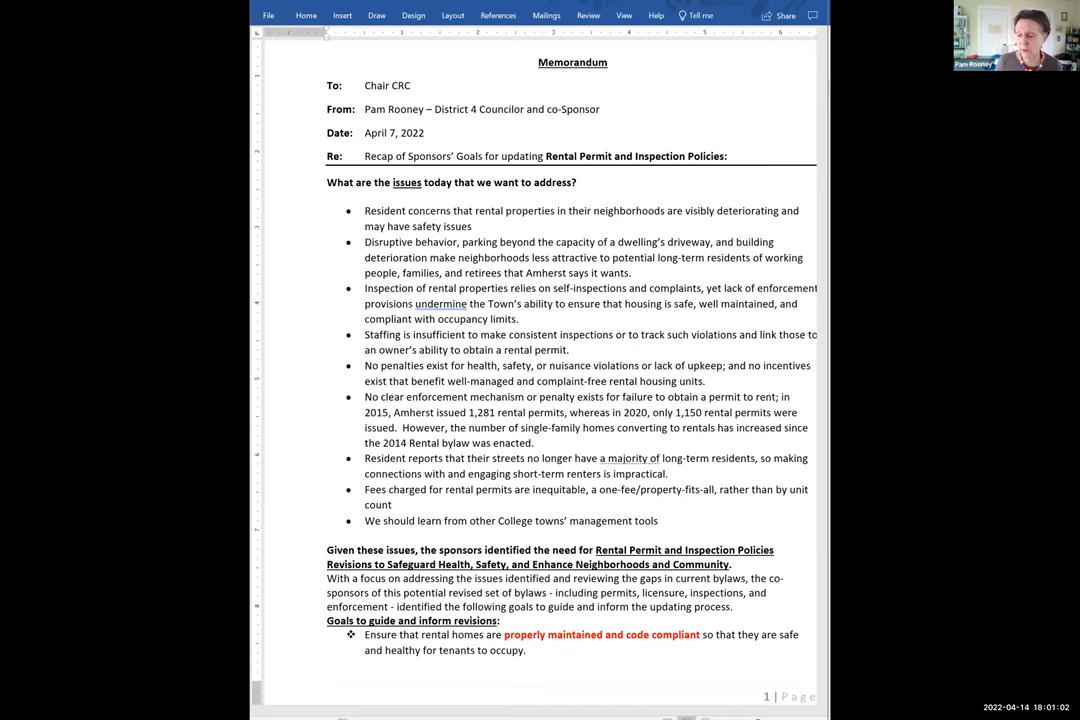 File Home Insert Draw Design Layout References Mailings Review View Help Tell me Share
Pam Rooney
Memorandum
To: Chair CRC
From: Pam Rooney – District 4 Councilor and co-Sponsor
Date: April 7, 2022
Re: Recap of Sponsors’ Goals for updating Rental Permit and Inspection Policies:
What are the issues today that we want to address?
• Resident concerns that rental properties in their neighborhoods are visibly deteriorating and
may have safety issues
• Disruptive behavior, parking beyond the capacity of a dwelling’s driveway, and building
deterioration make neighborhoods less attractive to potential long-term residents of working
people, families, and retirees that Amherst says it wants.
• Inspection of rental properties relies on self-inspections and complaints, yet lack of enforcement
provisions undermine the Town’s ability to ensure that housing is safe, well maintained, and
compliant with occupancy limits.
• Staffing is insufficient to make consistent inspections or to track such violations and link those to
an owner’s ability to obtain a rental permit.
• No penalties exist for health, safety, or nuisance violations or lack of upkeep; and no incentives
exist that benefit well-managed and complaint-free rental housing units.
• No clear enforcement mechanism or penalty exists for failure to obtain a permit to rent; in
2015, Amherst issued 1,281 rental permits, whereas in 2020, only 1,150 rental permits were
issued. However, the number of single-family homes converting to rentals has increased since
the 2014 Rental bylaw was enacted.
• Resident reports that their streets no longer have a majority of long-term residents, so making
connections with and engaging short-term renters is impractical.
• Fees charged for rental permits are inequitable, a one-fee/property-fits-all, rather than by unit
count
• We should learn from other College towns’ management tools
Given these issues, the sponsors identified the need for Rental Permit and Inspection Policies
Revisions to Safeguard Health, Safety, and Enhance Neighborhoods and Community.
With a focus on addressing the issues identified and reviewing the gaps in current bylaws, the co-
sponsors of this potential revised set of bylaws - including permits, licensure, inspections, and
enforcement - identified the following goals to guide and inform the updating process.
Goals to guide and inform revisions:
❖ Ensure that rental homes are properly maintained and code compliant so that they are safe
and healthy for tenants to occupy.
1 | Page
2022-04-14 18:01:02